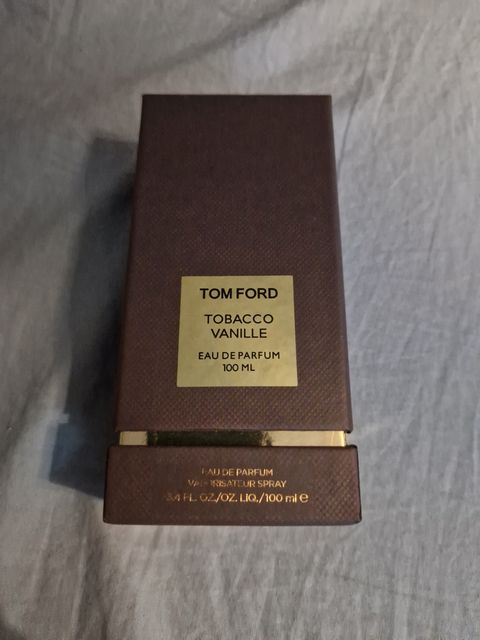 TOM FORD
TOBACCO
VANILLE
EAU DE PARFUM
100 ML
EAU DE PARFUM
VAPORISATEUR SPRAY
3.4 FL. OZ./OZ. LIQ./100 ml ℮